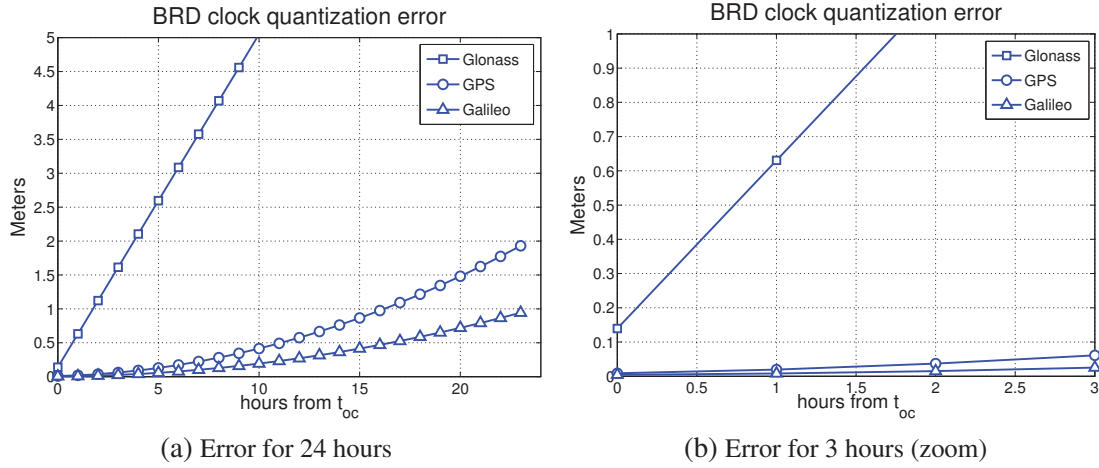 BRD clock quantization error
5
4.5
4
3.5
3
2.5
2
1.5
1
0.5
0
Meters
Glonass
GPS
Galileo
0 5 10 15 20
hours from t_oc
(a) Error for 24 hours
BRD clock quantization error
1
0.9
0.8
0.7
0.6
0.5
0.4
0.3
0.2
0.1
0
Meters
Glonass
GPS
Galileo
0 0.5 1 1.5 2 2.5 3
hours from t_oc
(b) Error for 3 hours (zoom)